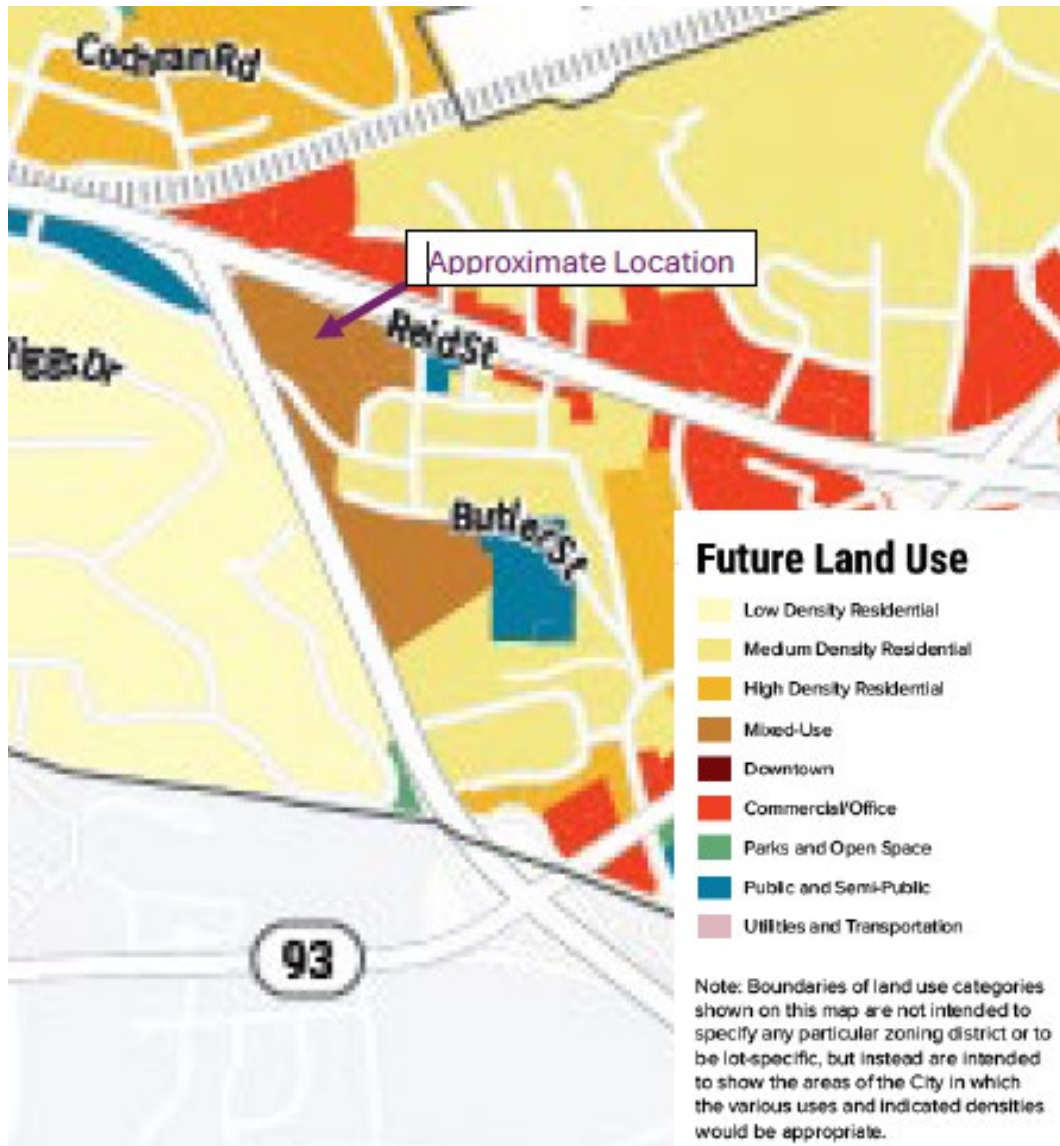 Cochran Rd
Approximate Location
Reid St
iggs Dr
Butler St
93
Future Land Use
Low Density Residential
Medium Density Residential
High Density Residential
Mixed-Use
Downtown
Commercial/Office
Parks and Open Space
Public and Semi-Public
Utilities and Transportation
Note: Boundaries of land use categories
shown on this map are not intended to
specify any particular zoning district or to
be lot-specific, but instead are intended
to show the areas of the City in which
the various uses and indicated densities
would be appropriate.